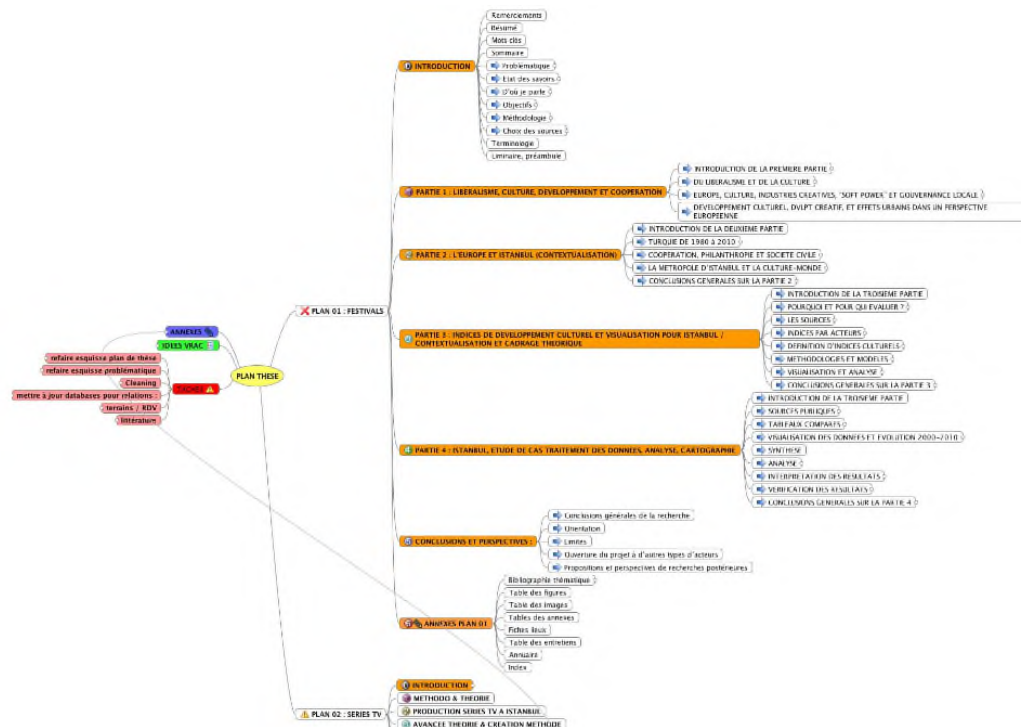 Remerciements
Résumé
Mots clés
Sommaire
INTRODUCTION
Problématique
Etat des savoirs
D'où je parle
Objectifs
Méthodologie
Choix des sources
Terminologie
Liminaire, préambule
PARTIE 1 : LIBERALISME, CULTURE, DEVELOPPEMENT ET COOPERATION
INTRODUCTION DE LA PREMIERE PARTIE
DU LIBERALISME ET DE LA CULTURE
EUROPE, CULTURE, INDUSTRIES CREATIVES, "SOFT POWER" ET GOUVERNANCE LOCALE
DEVELOPPEMENT CULTUREL, DVLPT CREATIF, ET EFFETS URBAINS DANS UN PERSPECTIVE
EUROPEENNE
PARTIE 2 : L'EUROPE ET ISTANBUL (CONTEXTUALISATION)
INTRODUCTION DE LA DEUXIEME PARTIE
TURQUIE DE 1980 à 2010
COOPERATION, PHILANTHROPIE ET SOCIETE CIVILE
LA METROPOLE D'ISTANBUL ET LA CULTURE-MONDE
CONCLUSIONS GENERALES SUR LA PARTIE 2
PLAN 01 : FESTIVALS
PARTIE 3 : INDICES DE DEVELOPPEMENT CULTUREL ET VISUALISATION POUR ISTANBUL /
CONTEXTUALISATION ET CADRAGE THEORIQUE
INTRODUCTION DE LA TROISIEME PARTIE
POURQUOI ET POUR QUI EVALUER ?
LES SOURCES
INDICES PAR ACTEURS
DEFINITION D'INDICES CULTURELS
METHODOLOGIES ET MODELES
VISUALISATION ET ANALYSE
CONCLUSIONS GENERALES SUR LA PARTIE 3
ANNEXES
IDEES VRAC
refaire esquisse plan de thèse
refaire esquisse problématique
Cleaning
mettre à jour databases pour relations :
terrains / RDV
littérature
TACHES
PLAN THESE
PARTIE 4 : ISTANBUL, ETUDE DE CAS TRAITEMENT DES DONNEES, ANALYSE, CARTOGRAPHIE
INTRODUCTION DE LA TROISIEME PARTIE
SOURCES PUBLIQUES
TABLEAUX COMPARES
VISUALISATION DES DONNEES ET EVOLUTION 2000-2010
SYNTHESE
ANALYSE
INTERPRETATION DES RESULTATS
VERIFICATION DES RESULTATS
CONCLUSIONS GENERALES SUR LA PARTIE 4
CONCLUSIONS ET PERSPECTIVES :
Conclusions générales de la recherche
Orientation
Limites
Ouverture du projet à d'autres types d'acteurs
Propositions et perspectives de recherches postérieures
ANNEXES PLAN 01
Bibliographie thématique
Table des figures
Table des images
Tables des annexes
Fiches lieux
Table des entretiens
Annuaire
Index
PLAN 02 : SERIES TV
INTRODUCTION
METHODO & THEORIE
PRODUCTION SERIES TV A ISTANBUL
AVANCEE THEORIE & CREATION METHODE